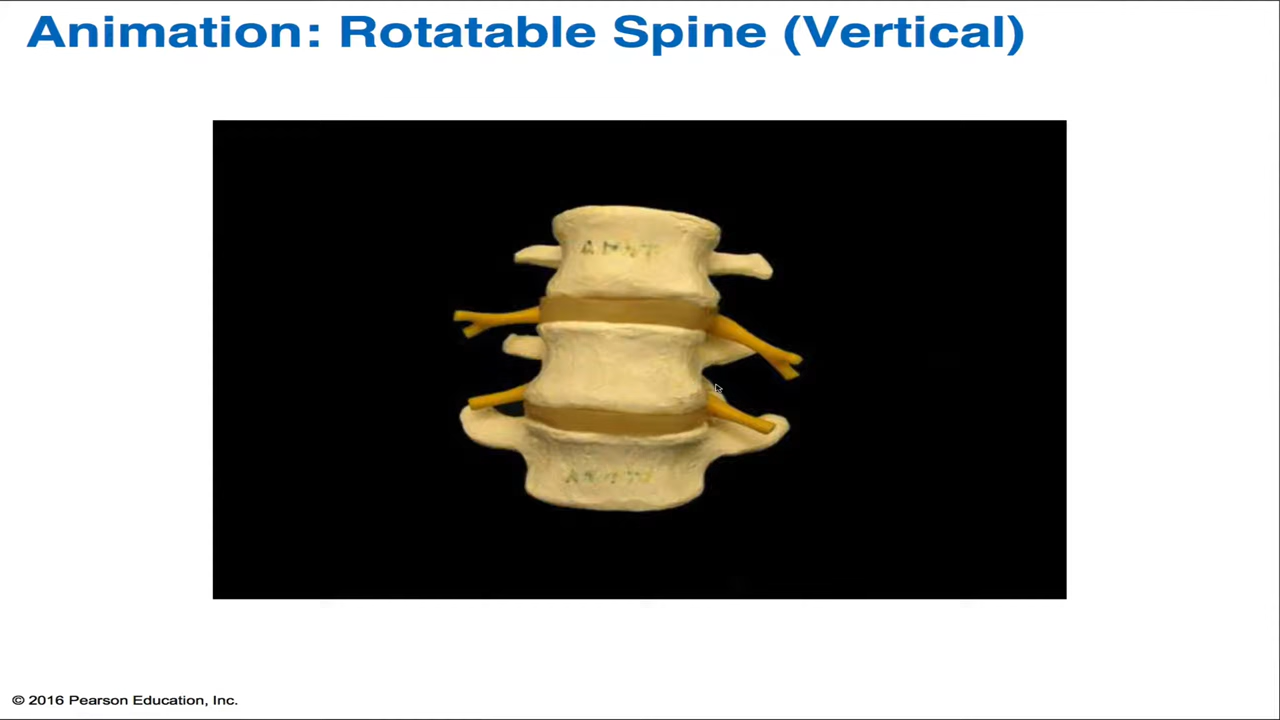 Animation: Rotatable Spine (Vertical)
© 2016 Pearson Education, Inc.